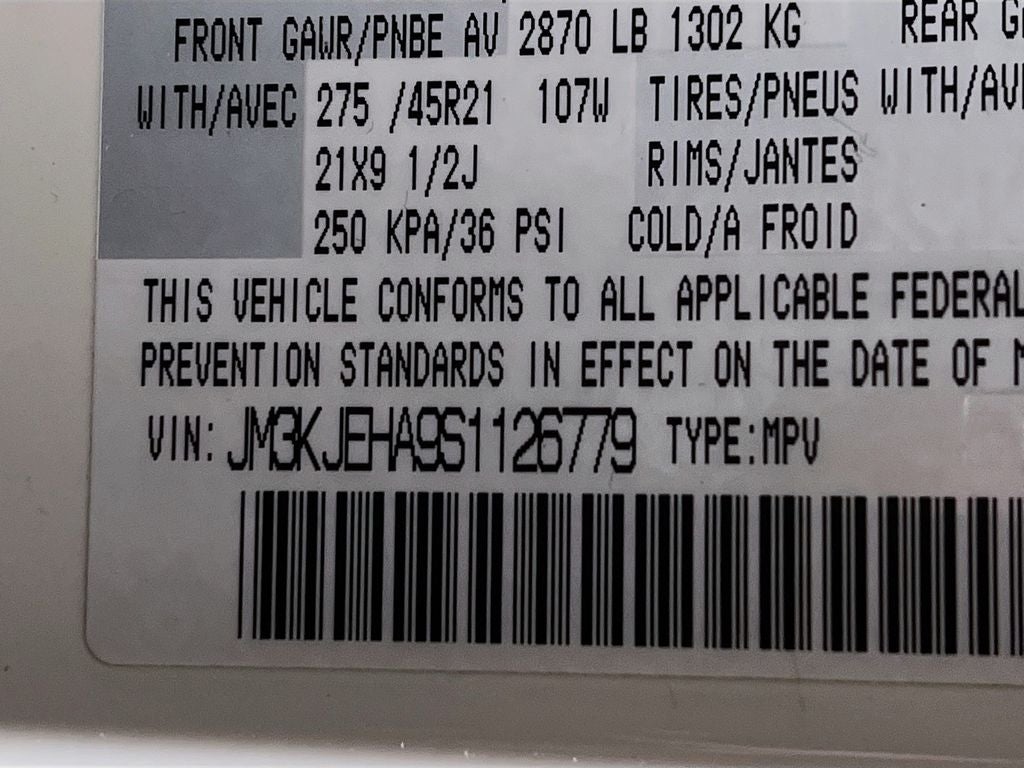 FRONT GAWR/PNBE AV 2870 LB 1302 KG REAR
WITH/AVEC 275 /45R21 107W TIRES/PNEUS WITH/
21X9 1/2J RIMS/JANTES
250 KPA/36 PSI COLD/A FROID
THIS VEHICLE CONFORMS TO ALL APPLICABLE FEDERAL
PREVENTION STANDARDS IN EFFECT ON THE DATE OF
VIN: JM3KJEHA9S1126779 TYPE:MPV